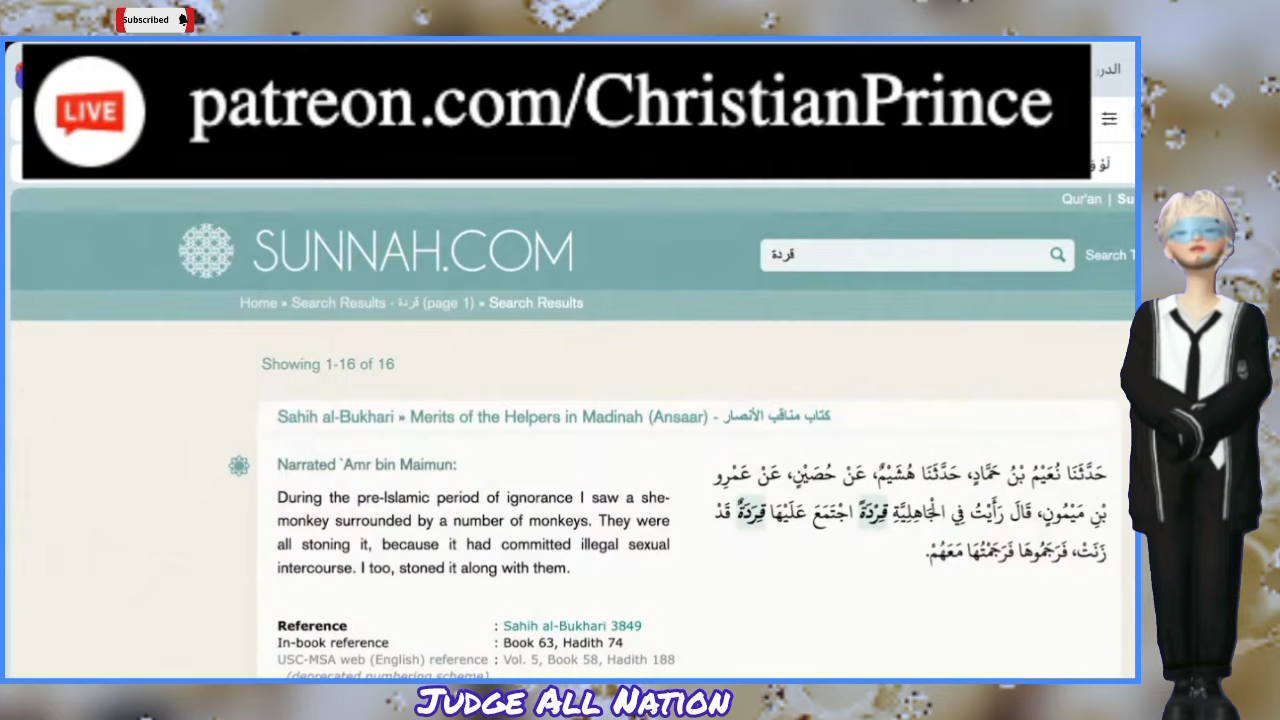 Subscribed
LIVE
patreon.com/ChristianPrince
Qur'an |
SUNNAH.COM
قردة
Home » Search Results - قردة (page 1) » Search Results
Showing 1-16 of 16
Sahih al-Bukhari » Merits of the Helpers in Madinah (Ansaar) - كتاب مناقب الأنصار
Narrated `Amr bin Maimun:
During the pre-Islamic period of ignorance I saw a she-
monkey surrounded by a number of monkeys. They were
all stoning it, because it had committed illegal sexual
intercourse. I too, stoned it along with them.
حَدَّثَنَا نُعَيْمُ بْنُ حَمَّادٍ، حَدَّثَنَا هُشَيْمٌ، عَنْ حُصَيْنٍ، عَنْ عَمْرِو
بْنِ مَيْمُونٍ، قَالَ رَأَيْتُ فِي الْجَاهِلِيَّةِ قِرْدَةً اجْتَمَعَ عَلَيْهَا قِرَدَةٌ قَدْ
زَنَتْ، فَرَجَمُوهَا فَرَجَمْتُهَا مَعَهُمْ.
Reference : Sahih al-Bukhari 3849
In-book reference : Book 63, Hadith 74
USC-MSA web (English) reference : Vol. 5, Book 58, Hadith 188
(deprecated numbering scheme)
Judge All Nation